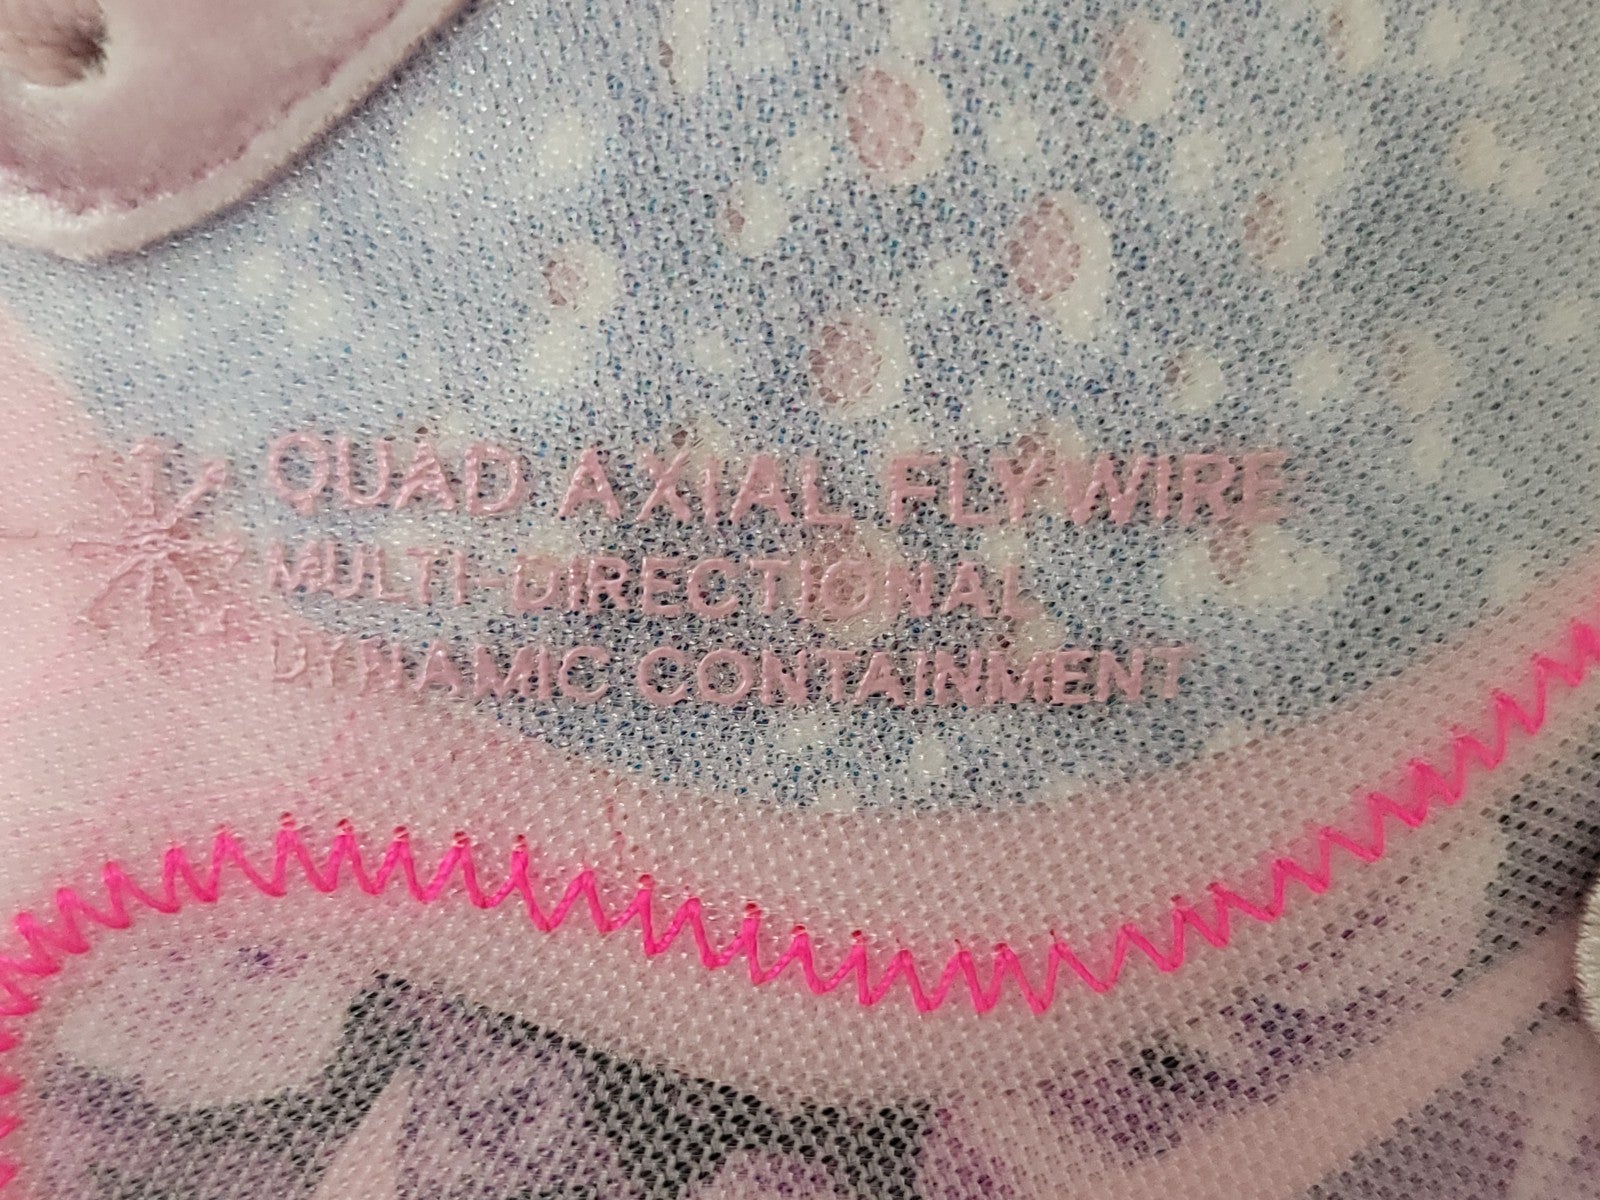 QUAD AXIAL FLYWIRE
MULTI-DIRECTIONAL
DYNAMIC CONTAINMENT